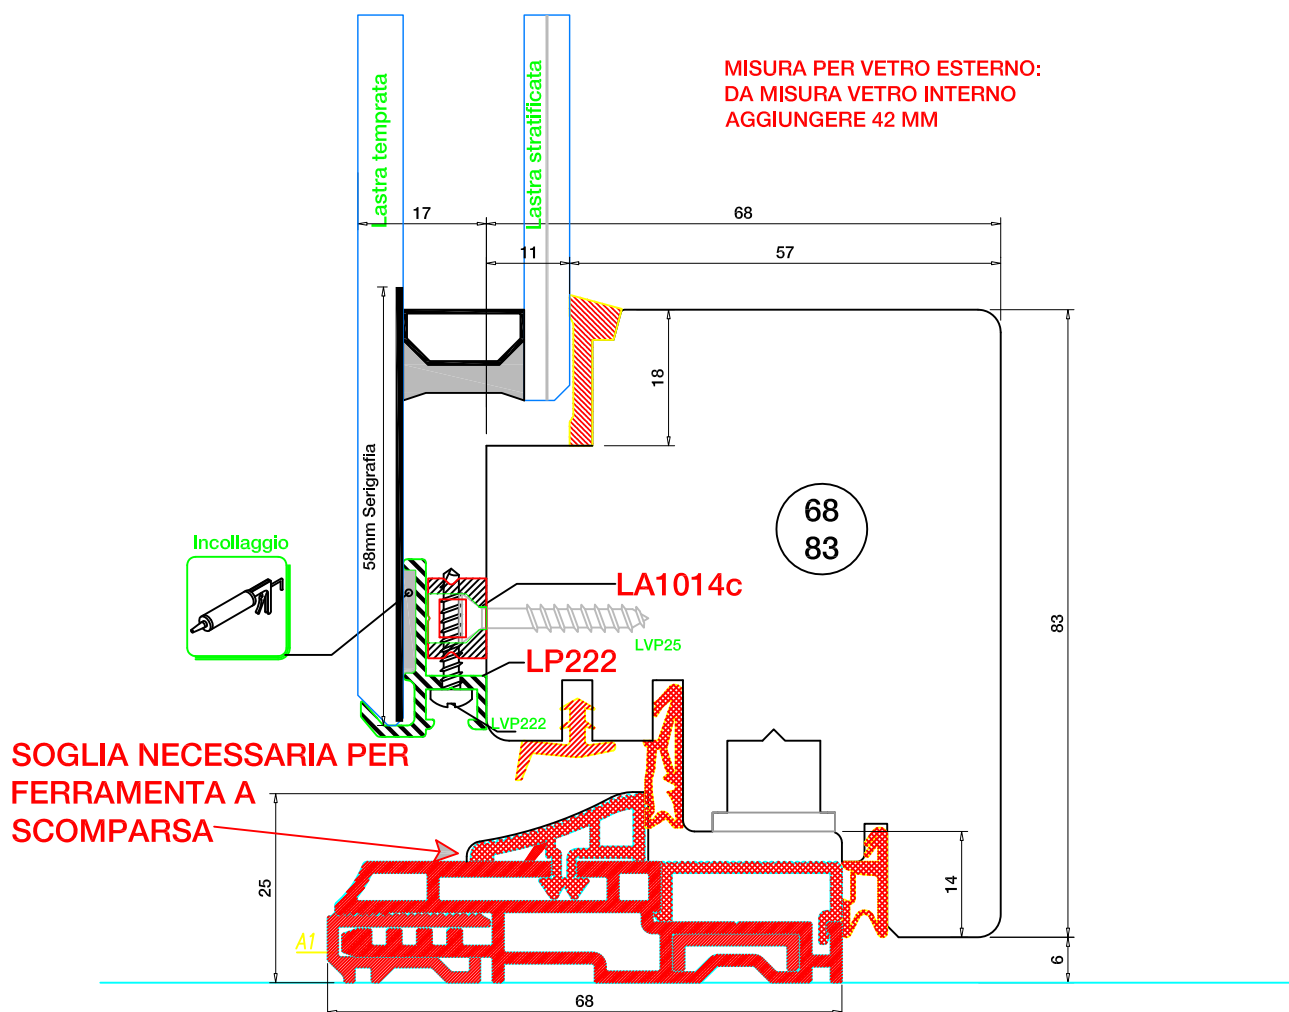 MISURA PER VETRO ESTERNO:
DA MISURA VETRO INTERNO
AGGIUNGERE 42 MM
Lastra temprata
Lastra stratificata
17
68
11
57
18
58mm Serigrafia
68
83
Incollaggio
LA1014c
LVP25
LP222
LVP222
83
SOGLIA NECESSARIA PER
FERRAMENTA A
SCOMPARSA
25
14
A1
6
68